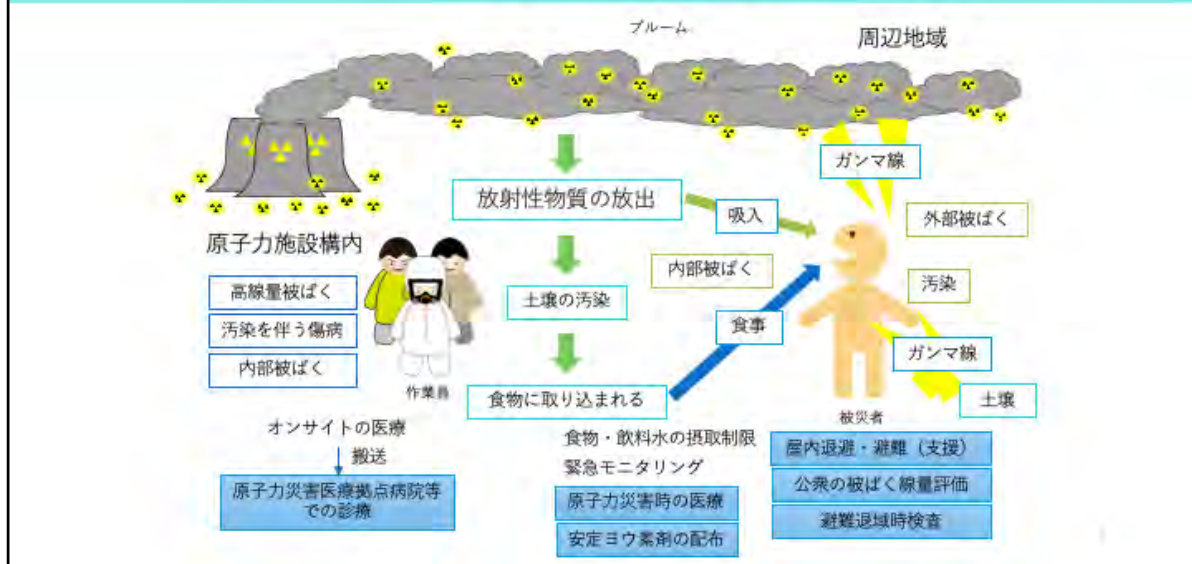 プルーム
周辺地域
ガンマ線
放射性物質の放出
吸入
外部被ばく
原子力施設構内
内部被ばく
高線量被ばく
汚染
土壌の汚染
汚染を伴う傷病
食事
ガンマ線
内部被ばく
作業員
食物に取り込まれる
土壌
被災者
オンサイトの医療
搬送
原子力災害医療拠点病院等
での診療
食物・飲料水の摂取制限
緊急モニタリング
原子力災害時の医療
安定ヨウ素剤の配布
屋内退避・避難（支援）
公衆の被ばく線量評価
避難退域時検査